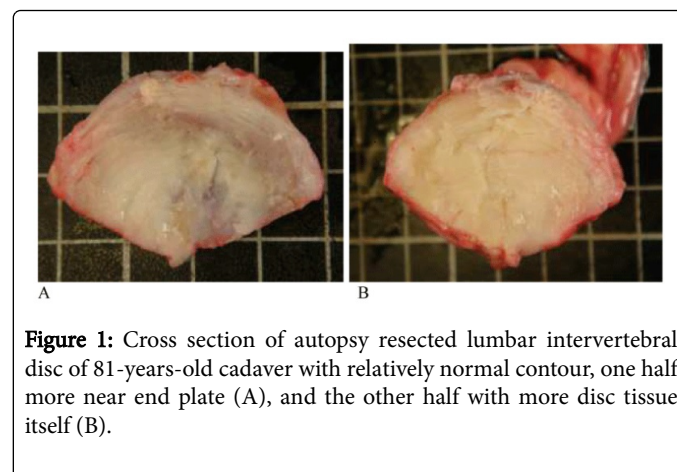 A
B
Figure 1: Cross section of autopsy resected lumbar intervertebral
disc of 81-years-old cadaver with relatively normal contour, one half
more near end plate (A), and the other half with more disc tissue
itself (B).